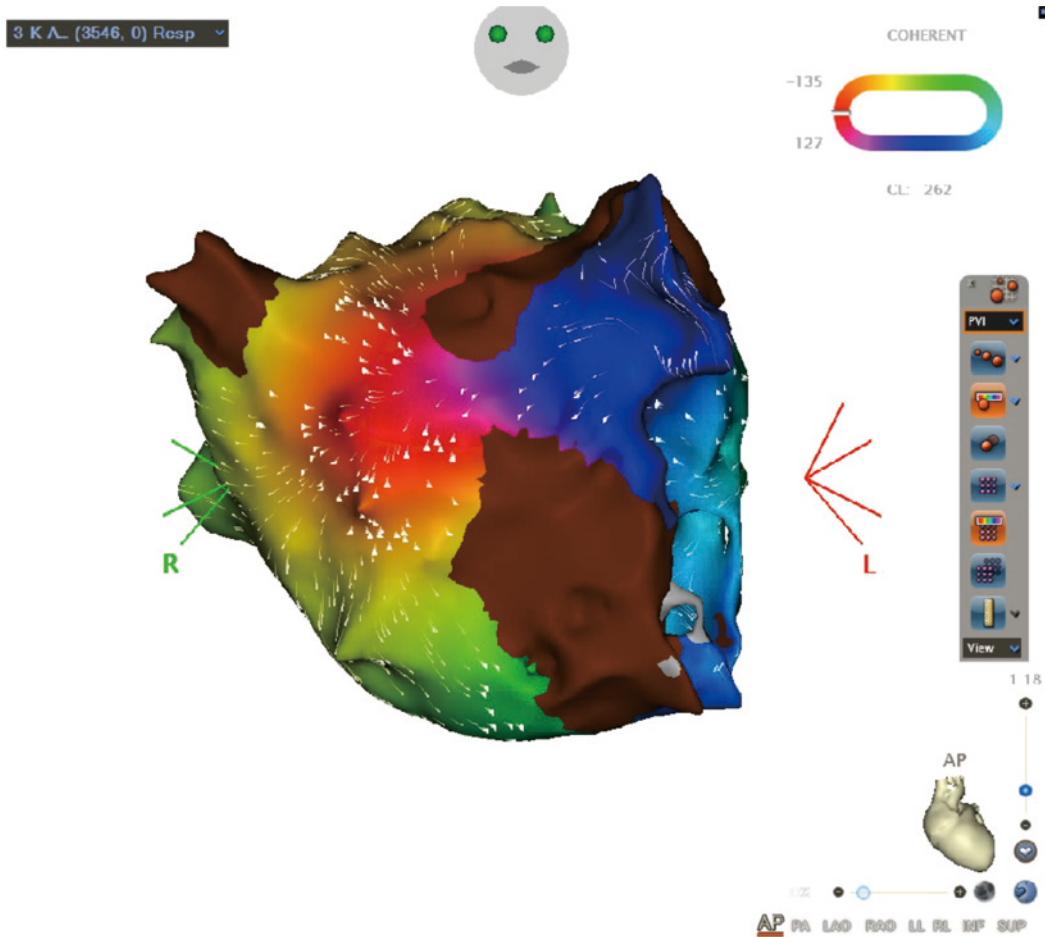 3 К Л... (3546, 0) Resp
COHERENT
-135
127
CL: 262
PVI
R
L
View
1 18
AP
AP PA LAO RAO LL RL INF SUP